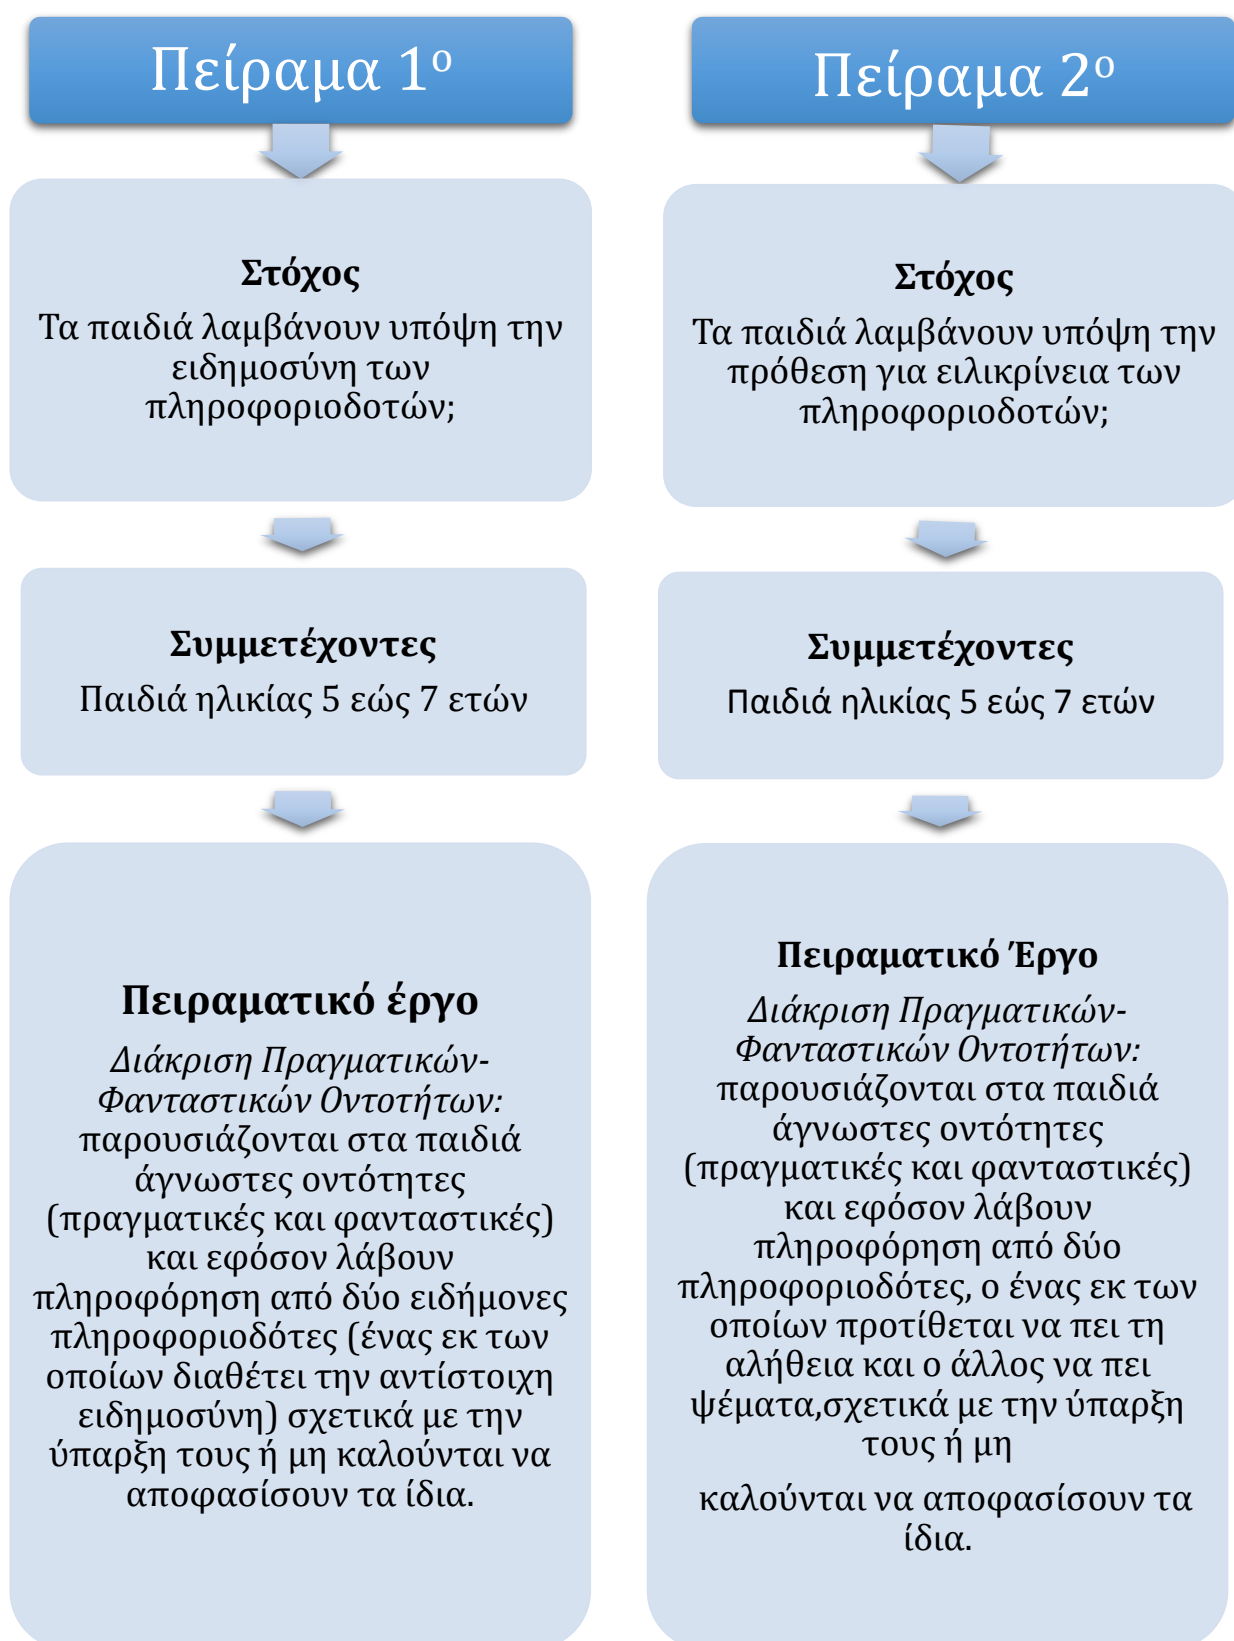 Πείραμα 1ο
Στόχος
Τα παιδιά λαμβάνουν υπόψη την
ειδημοσύνη των
πληροφοριοδοτών;
Συμμετέχοντες
Παιδιά ηλικίας 5 εώς 7 ετών
Πειραματικό έργο
Διάκριση Πραγματικών-
Φανταστικών Οντοτήτων:
παρουσιάζονται στα παιδιά
άγνωστες οντότητες
(πραγματικές και φανταστικές)
και εφόσον λάβουν
πληροφόρηση από δύο ειδήμονες
πληροφοριοδότες (ένας εκ των
οποίων διαθέτει την αντίστοιχη
ειδημοσύνη) σχετικά με την
ύπαρξη τους ή μη καλούνται να
αποφασίσουν τα ίδια.
Πείραμα 2ο
Στόχος
Τα παιδιά λαμβάνουν υπόψη την
πρόθεση για ειλικρίνεια των
πληροφοριοδοτών;
Συμμετέχοντες
Παιδιά ηλικίας 5 εώς 7 ετών
Πειραματικό Έργο
Διάκριση Πραγματικών-
Φανταστικών Οντοτήτων:
παρουσιάζονται στα παιδιά
άγνωστες οντότητες
(πραγματικές και φανταστικές)
και εφόσον λάβουν
πληροφόρηση από δύο
πληροφοριοδότες, ο ένας εκ των
οποίων προτίθεται να πει τη
αλήθεια και ο άλλος να πει
ψέματα,σχετικά με την ύπαρξη
τους ή μη
καλούνται να αποφασίσουν τα
ίδια.